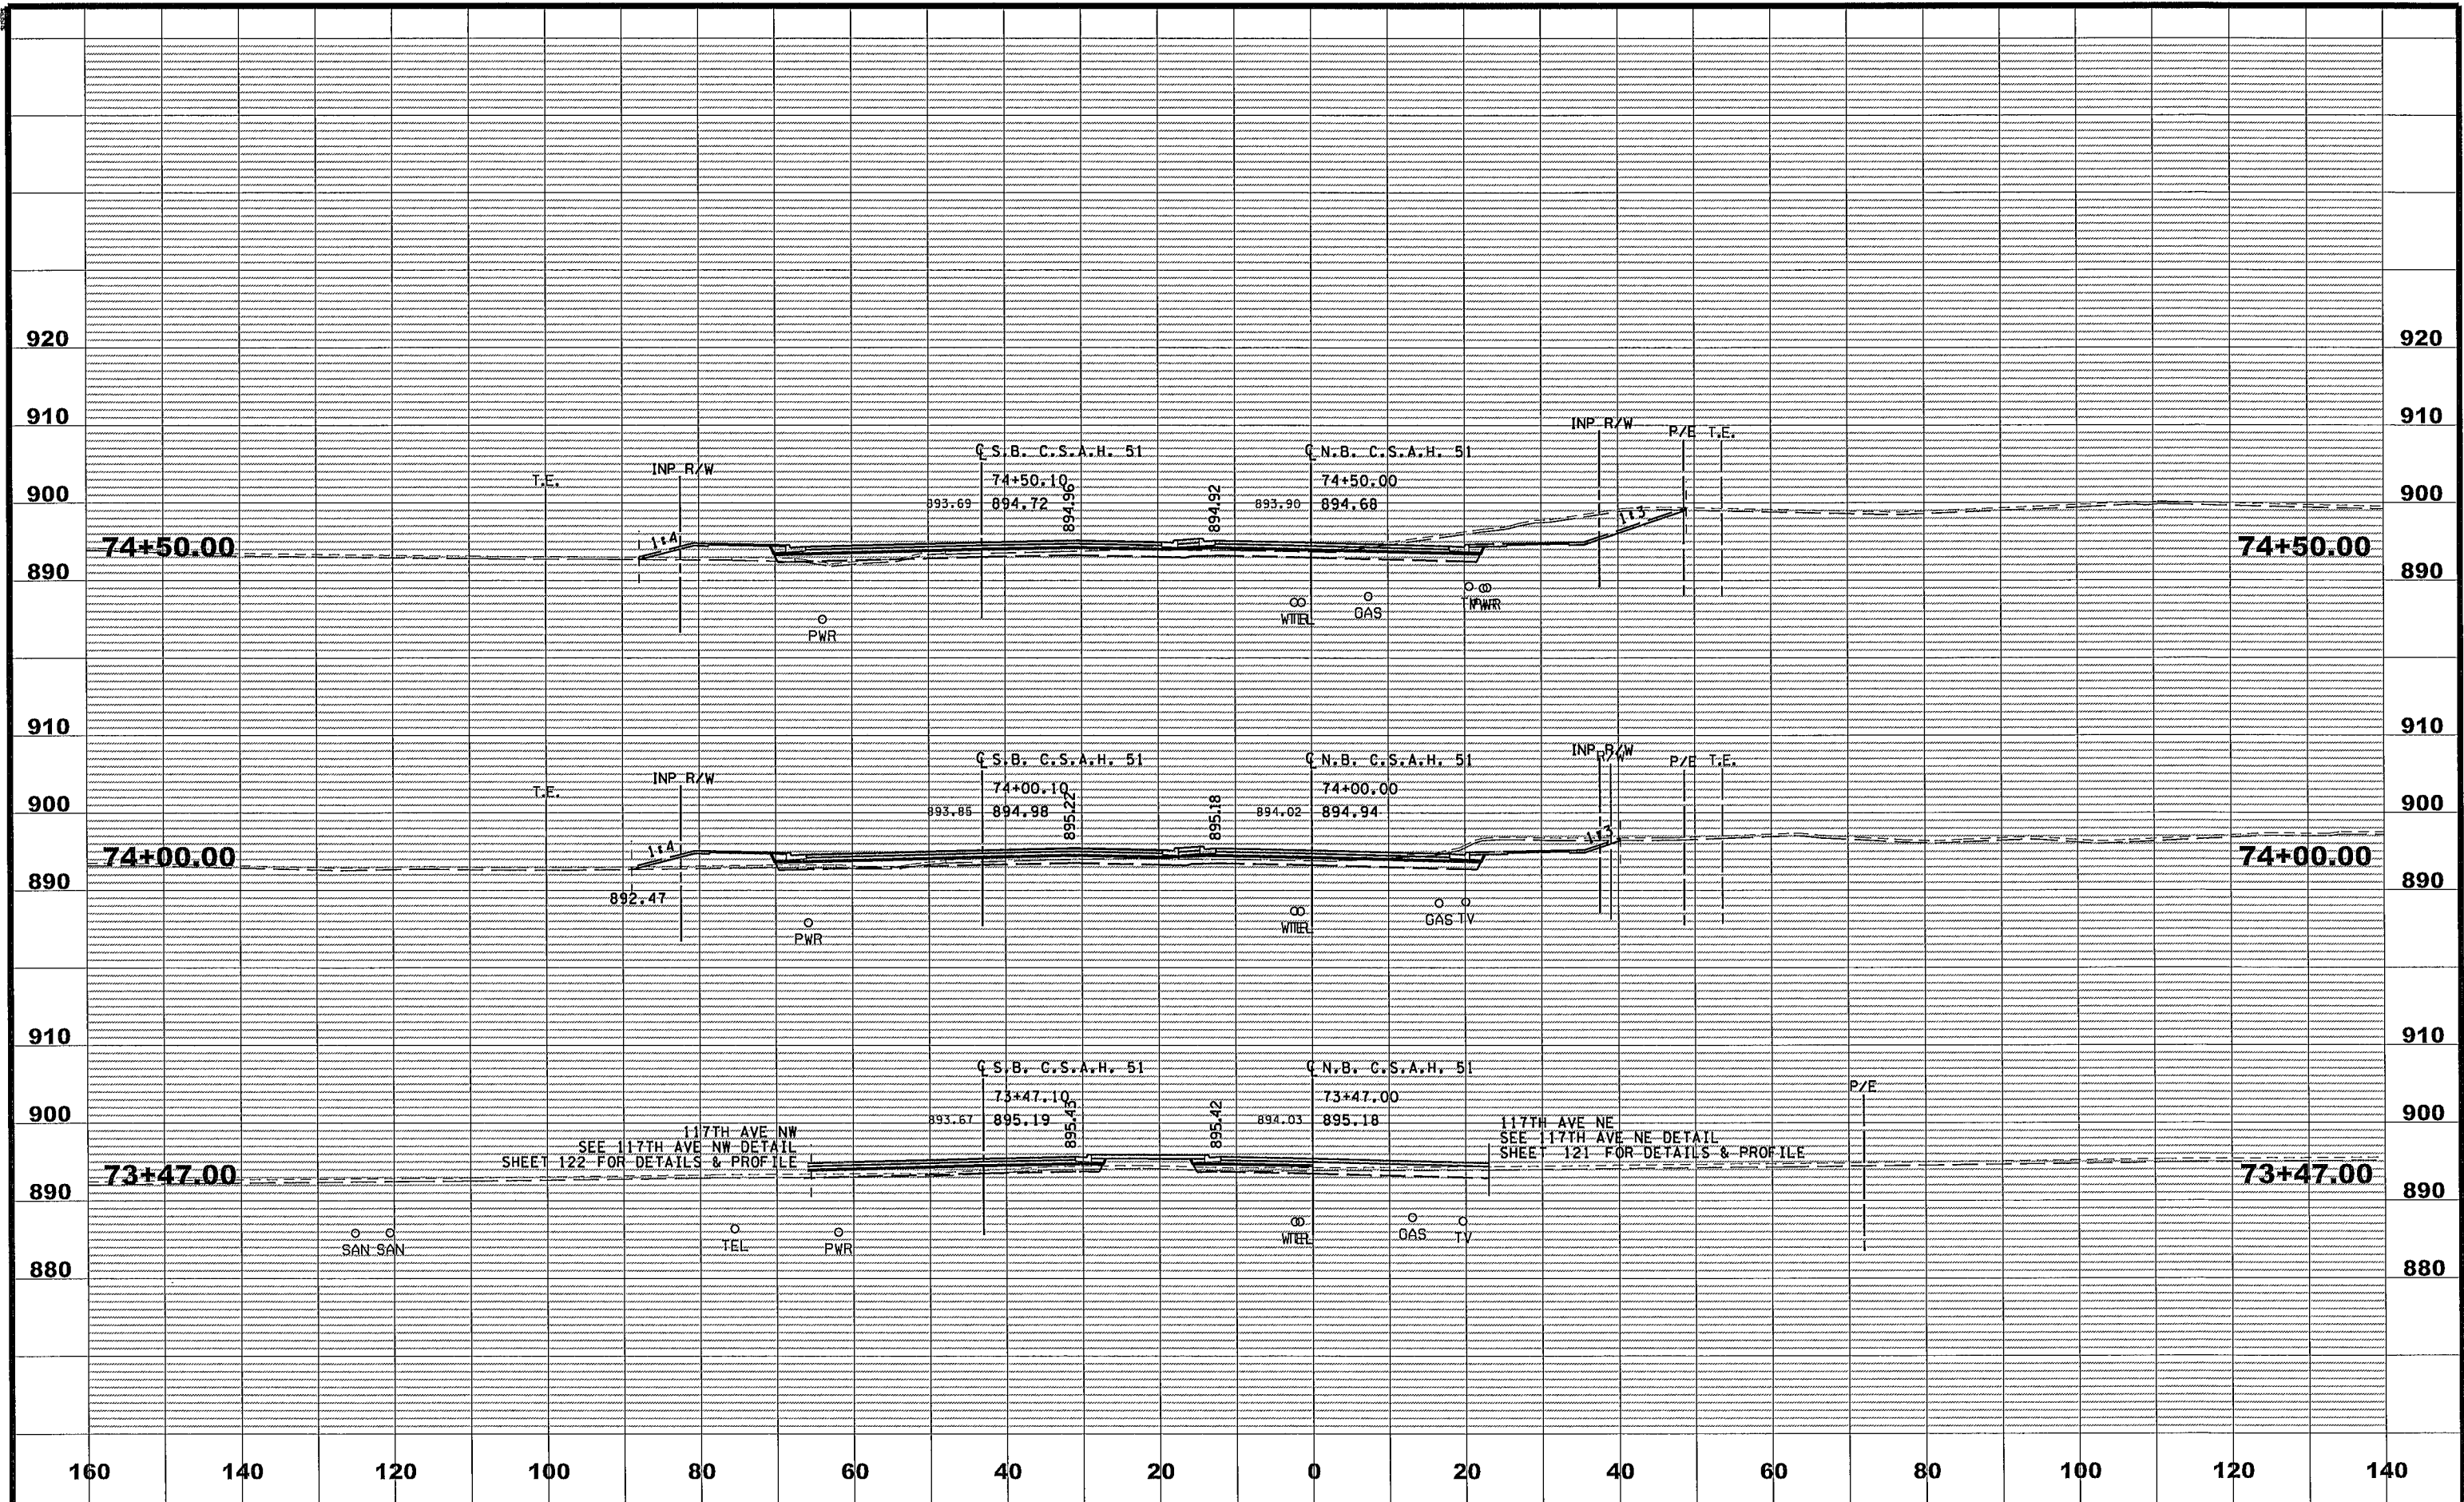 920 920
910 910
INP R/W
P/E T.E.
℄ S.B. C.S.A.H. 51 ℄ N.B. C.S.A.H. 51
INP R/W
T.E. 74+50.10 74+50.00
900 900
893.69 894.72 894.96 894.92 893.90 894.68
1:3
1:4
74+50.00 74+50.00
890 890
GAS
PWR
910 910
INP R/W
R/W
℄ S.B. C.S.A.H. 51 ℄ N.B. C.S.A.H. 51 P/E T.E.
INP R/W
T.E. 74+00.10 74+00.00
900 900
893.85 894.98 895.22 895.18 894.02 894.94
1:4 1:3
74+00.00 74+00.00
890 890
892.47
GAS TV
PWR
910 910
℄ S.B. C.S.A.H. 51 ℄ N.B. C.S.A.H. 51
P/E
73+47.10 73+47.00
900 900
893.67 895.19 895.43 895.42 894.03 895.18
117TH AVE NW
SEE 117TH AVE NW DETAIL
SHEET 122 FOR DETAILS & PROFILE
117TH AVE NE
SEE 117TH AVE NE DETAIL
SHEET 121 FOR DETAILS & PROFILE
73+47.00 73+47.00
890 890
SAN SAN TEL PWR GAS TV
880 880
160 140 120 100 80 60 40 20 0 20 40 60 80 100 120 140